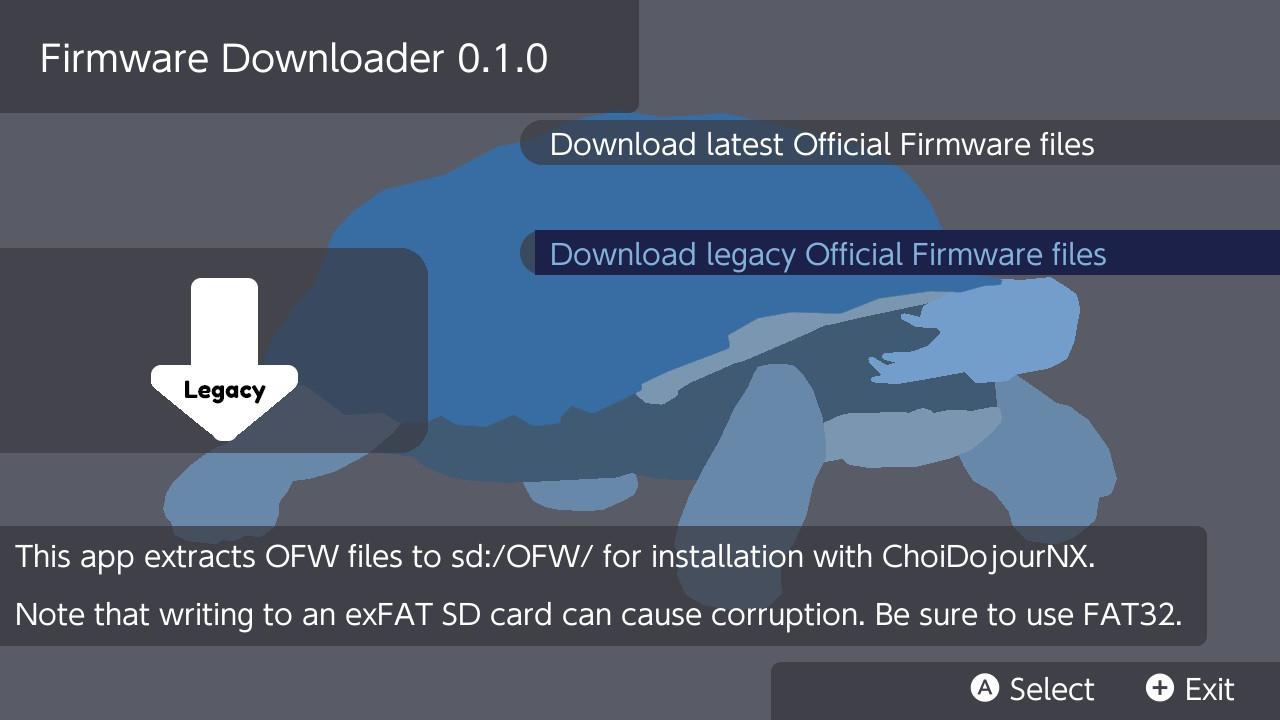 Firmware Downloader 0.1.0
Download latest Official Firmware files
Download legacy Official Firmware files
Legacy
This app extracts OFW files to sd:/OFW/ for installation with ChoiDojourNX.
Note that writing to an exFAT SD card can cause corruption. Be sure to use FAT32.
A Select + Exit